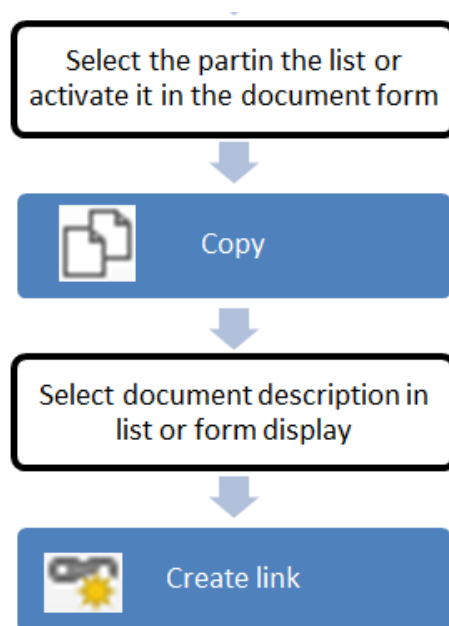 Select the partin the list or
activate it in the document form
Copy
Select document description in
list or form display
Create link